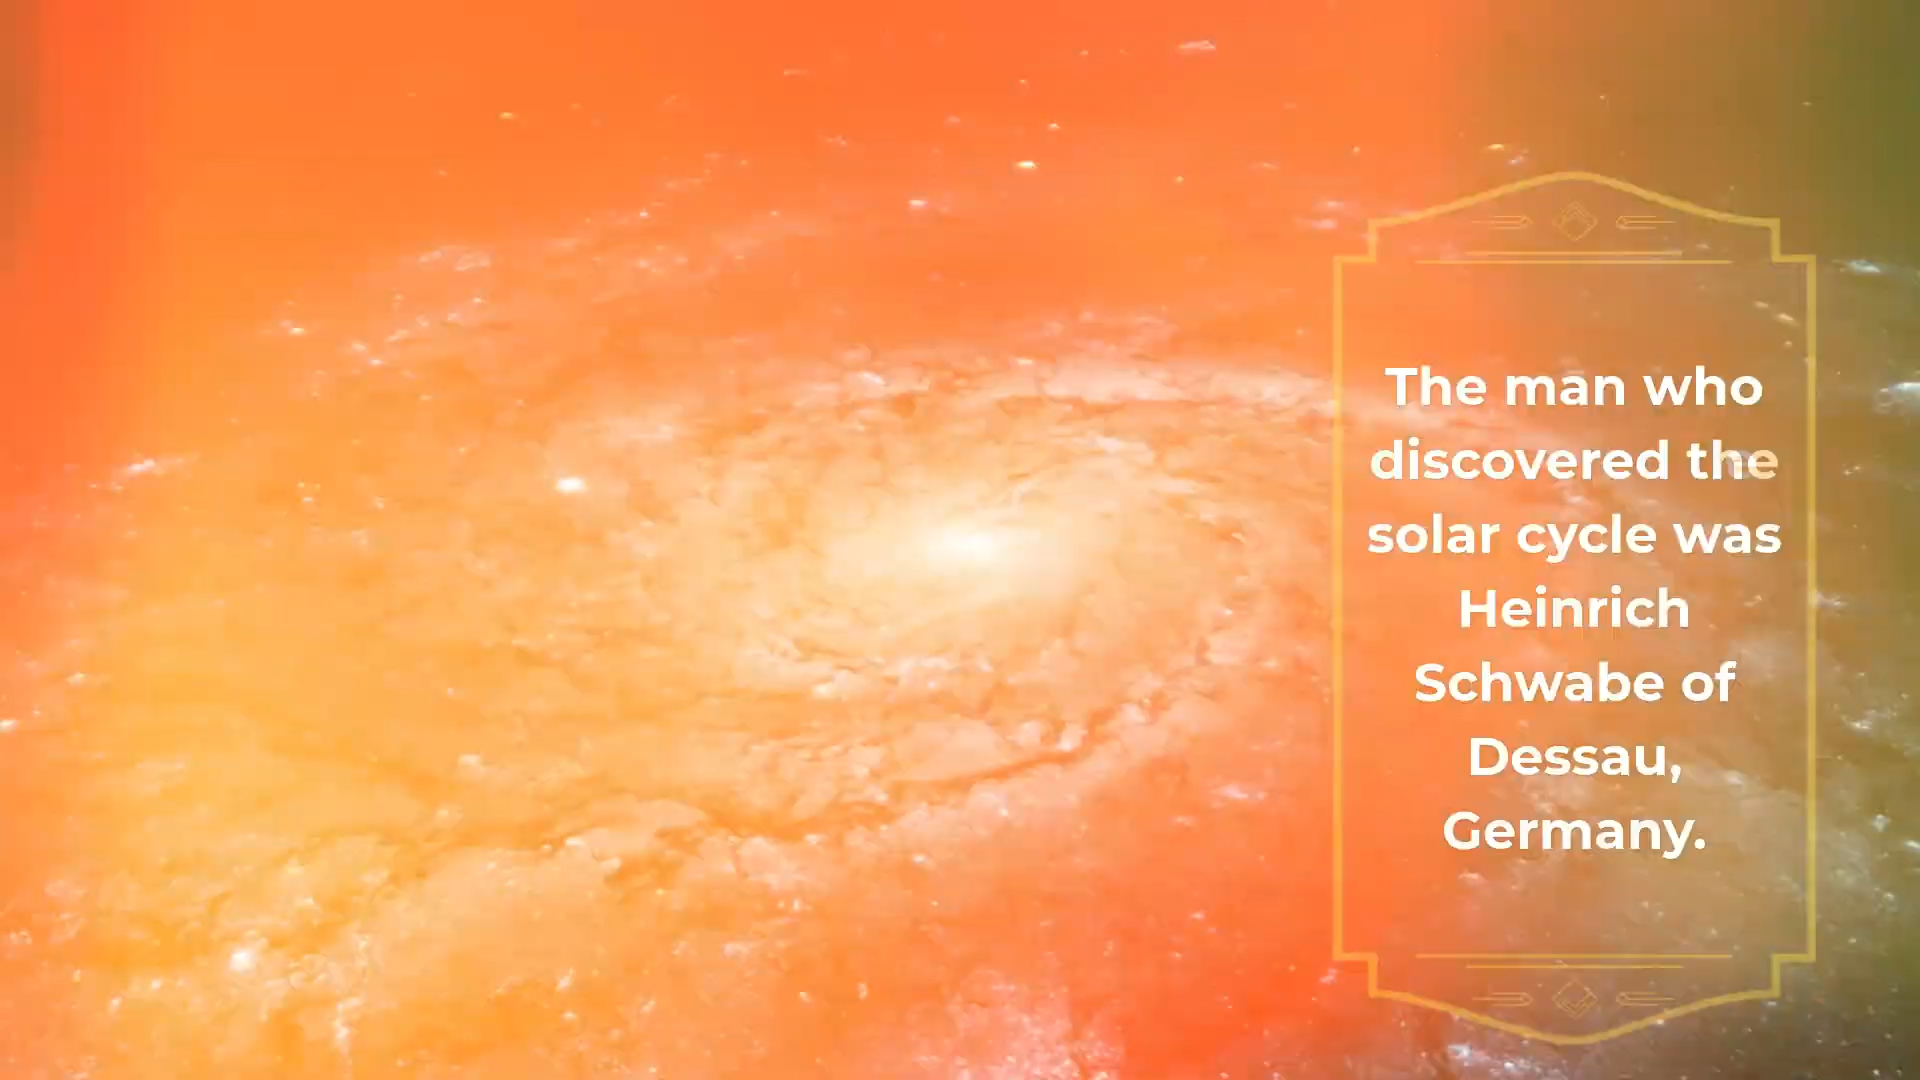 The man who
discovered the
solar cycle was
Heinrich
Schwabe of
Dessau,
Germany.